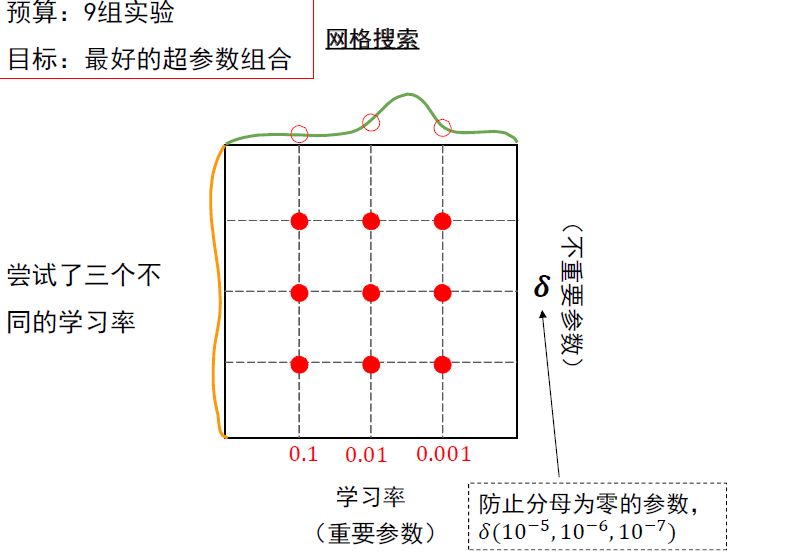 预算：9组实验
目标：最好的超参数组合
网格搜索
尝试了三个不
同的学习率
δ
（不重要参数）
0.1 0.01 0.001
学习率
（重要参数）
防止分母为零的参数，
δ(10⁻⁵, 10⁻⁶, 10⁻⁷)